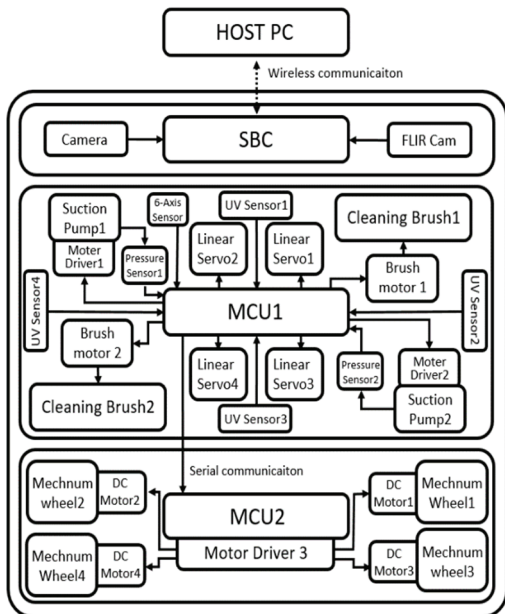 HOST PC
Wireless communicaiton
Camera
SBC
FLIR Cam
Suction
Pump1
Moter
Driver1
6-Axis
Sensor
UV Sensor1
Cleaning Brush1
Pressure
Sensor1
Linear
Servo2
Linear
Servo1
Brush
motor 1
UV Sensor4
MCU1
UV Sensor2
Brush
motor 2
Linear
Servo4
Linear
Servo3
Pressure
Sensor2
Moter
Driver2
Cleaning Brush2
UV Sensor3
Suction
Pump2
Serial communicaiton
Mechnum
wheel2
DC
Motor2
MCU2
DC
Motor1
Mechnum
Wheel1
Motor Driver 3
Mechnum
Wheel4
DC
Motor4
DC
Motor3
Mechnum
wheel3